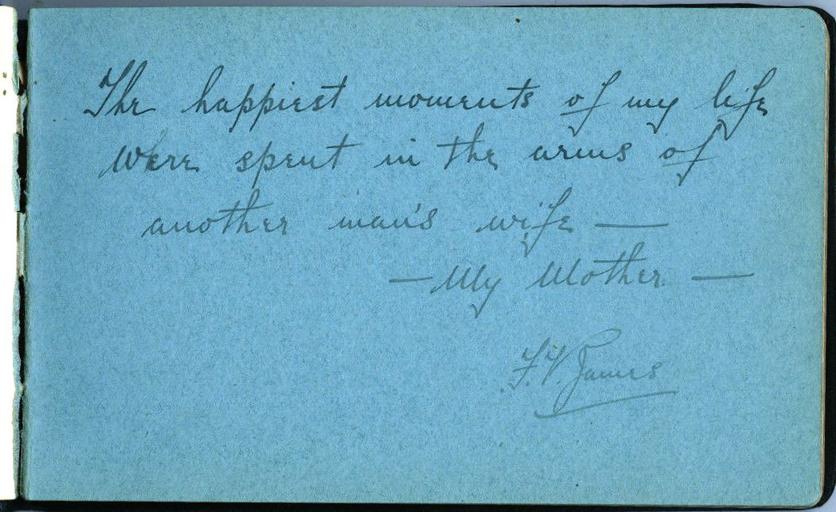 The happiest moments of my life
were spent in the arms of
another man's wife —
— My Mother —
F. V. James